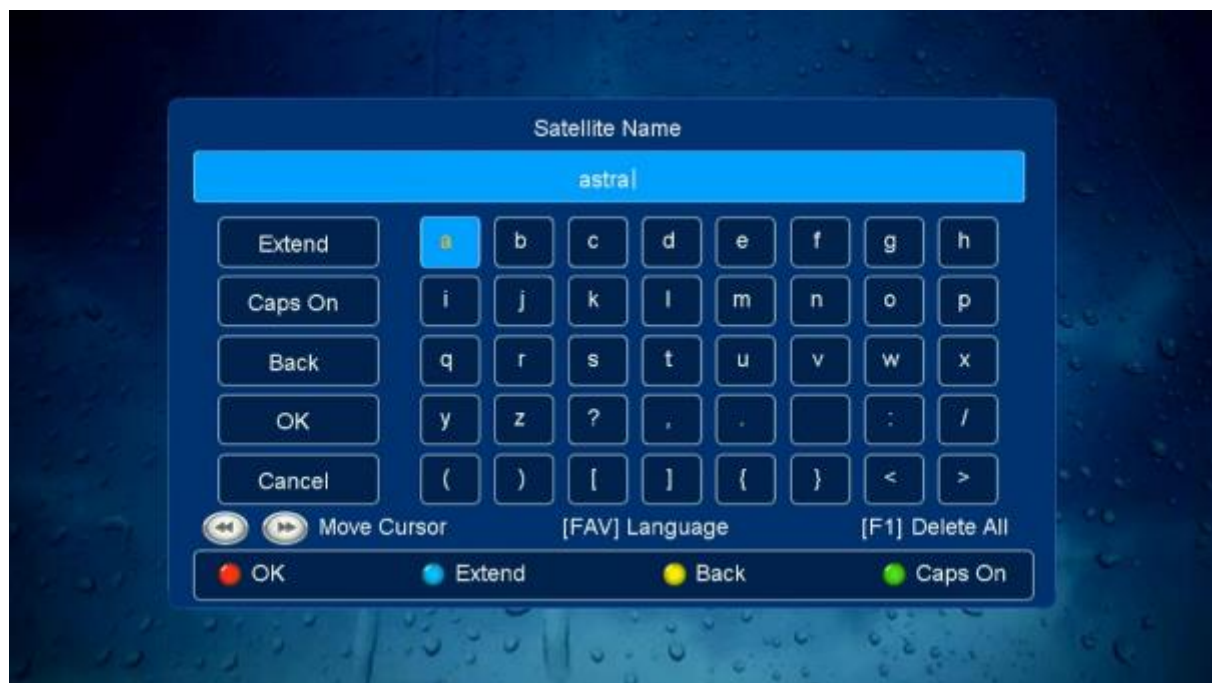 Satellite Name
astra
Extend a b c d e f g h
Caps On i j k l m n o p
Back q r s t u v w x
OK y z ? , . : /
Cancel ( ) [ ] { } < >
Move Cursor [FAV] Language [F1] Delete All
OK Extend Back Caps On